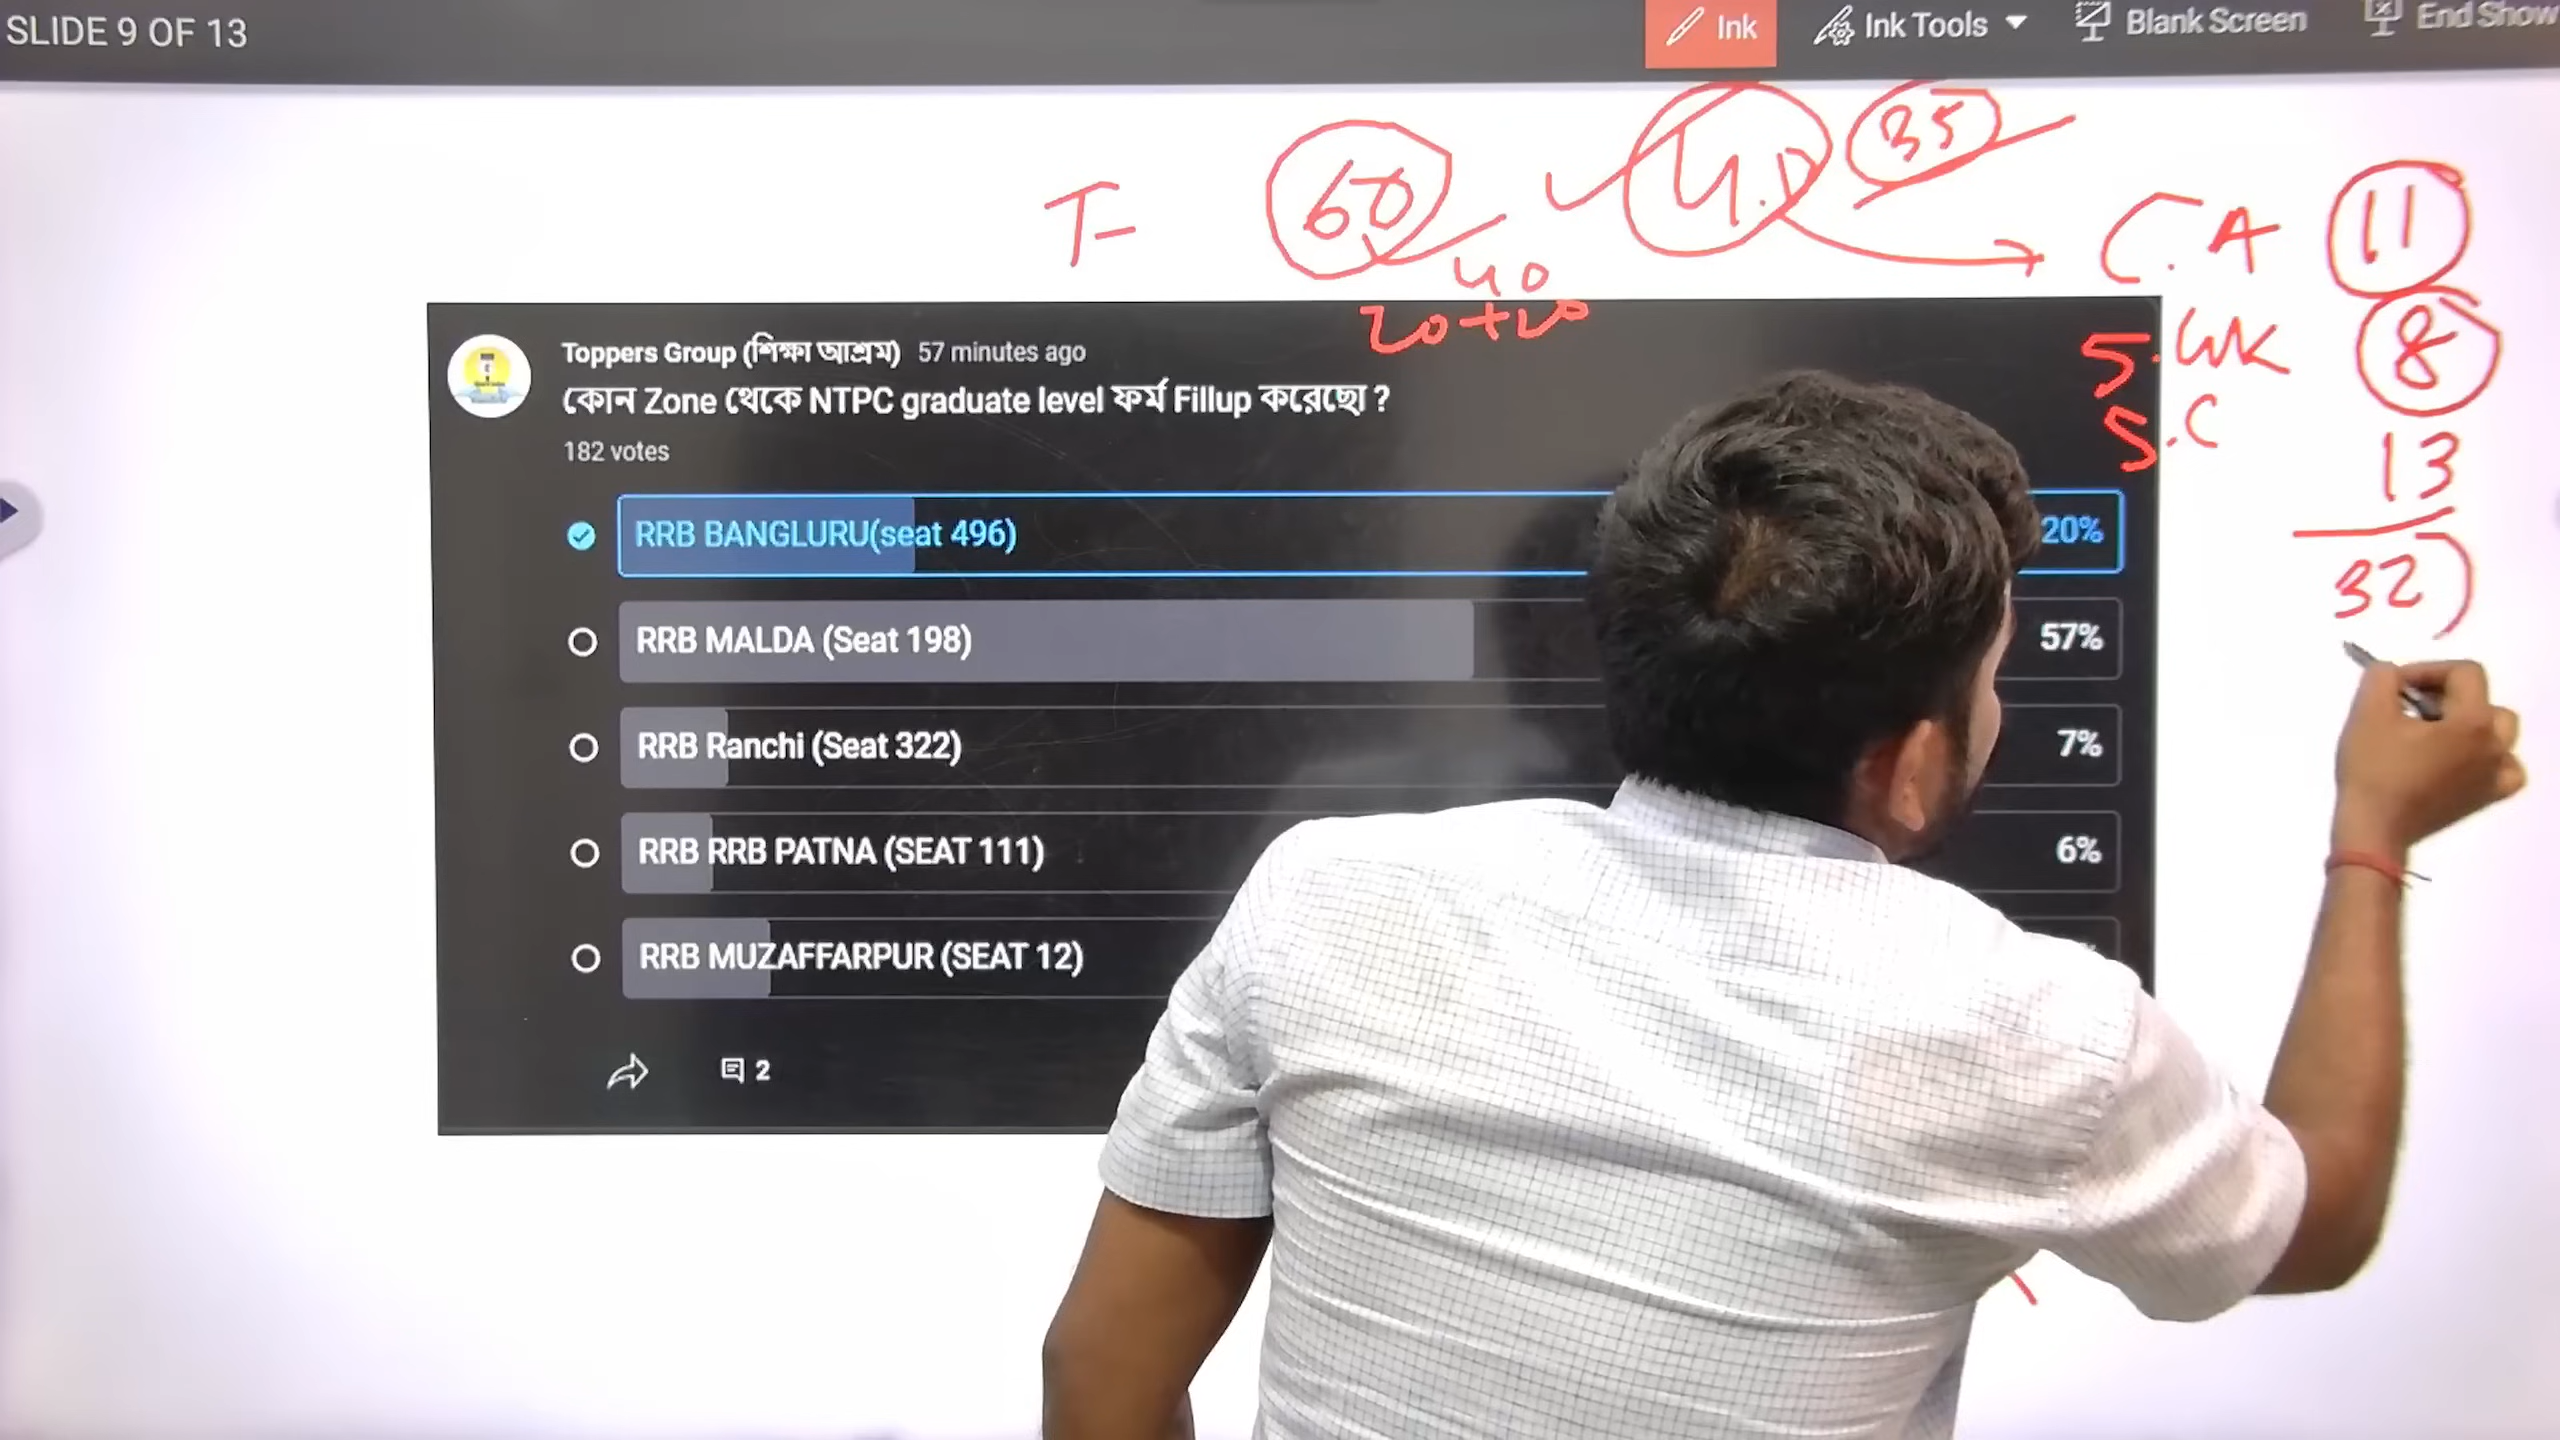 SLIDE 9 OF 13
Ink
Ink Tools
Blank Screen
End Show
T-
60
35
40
20+20
C.A 11
S.GK 8
S.C 13
32
Toppers Group (শিক্ষা আশ্রম) 57 minutes ago
কোন Zone থেকে NTPC graduate level ফর্ম Fillup করেছো ?
182 votes
RRB BANGLURU(seat 496) 20%
RRB MALDA (Seat 198) 57%
RRB Ranchi (Seat 322) 7%
RRB RRB PATNA (SEAT 111) 6%
RRB MUZAFFARPUR (SEAT 12)
2